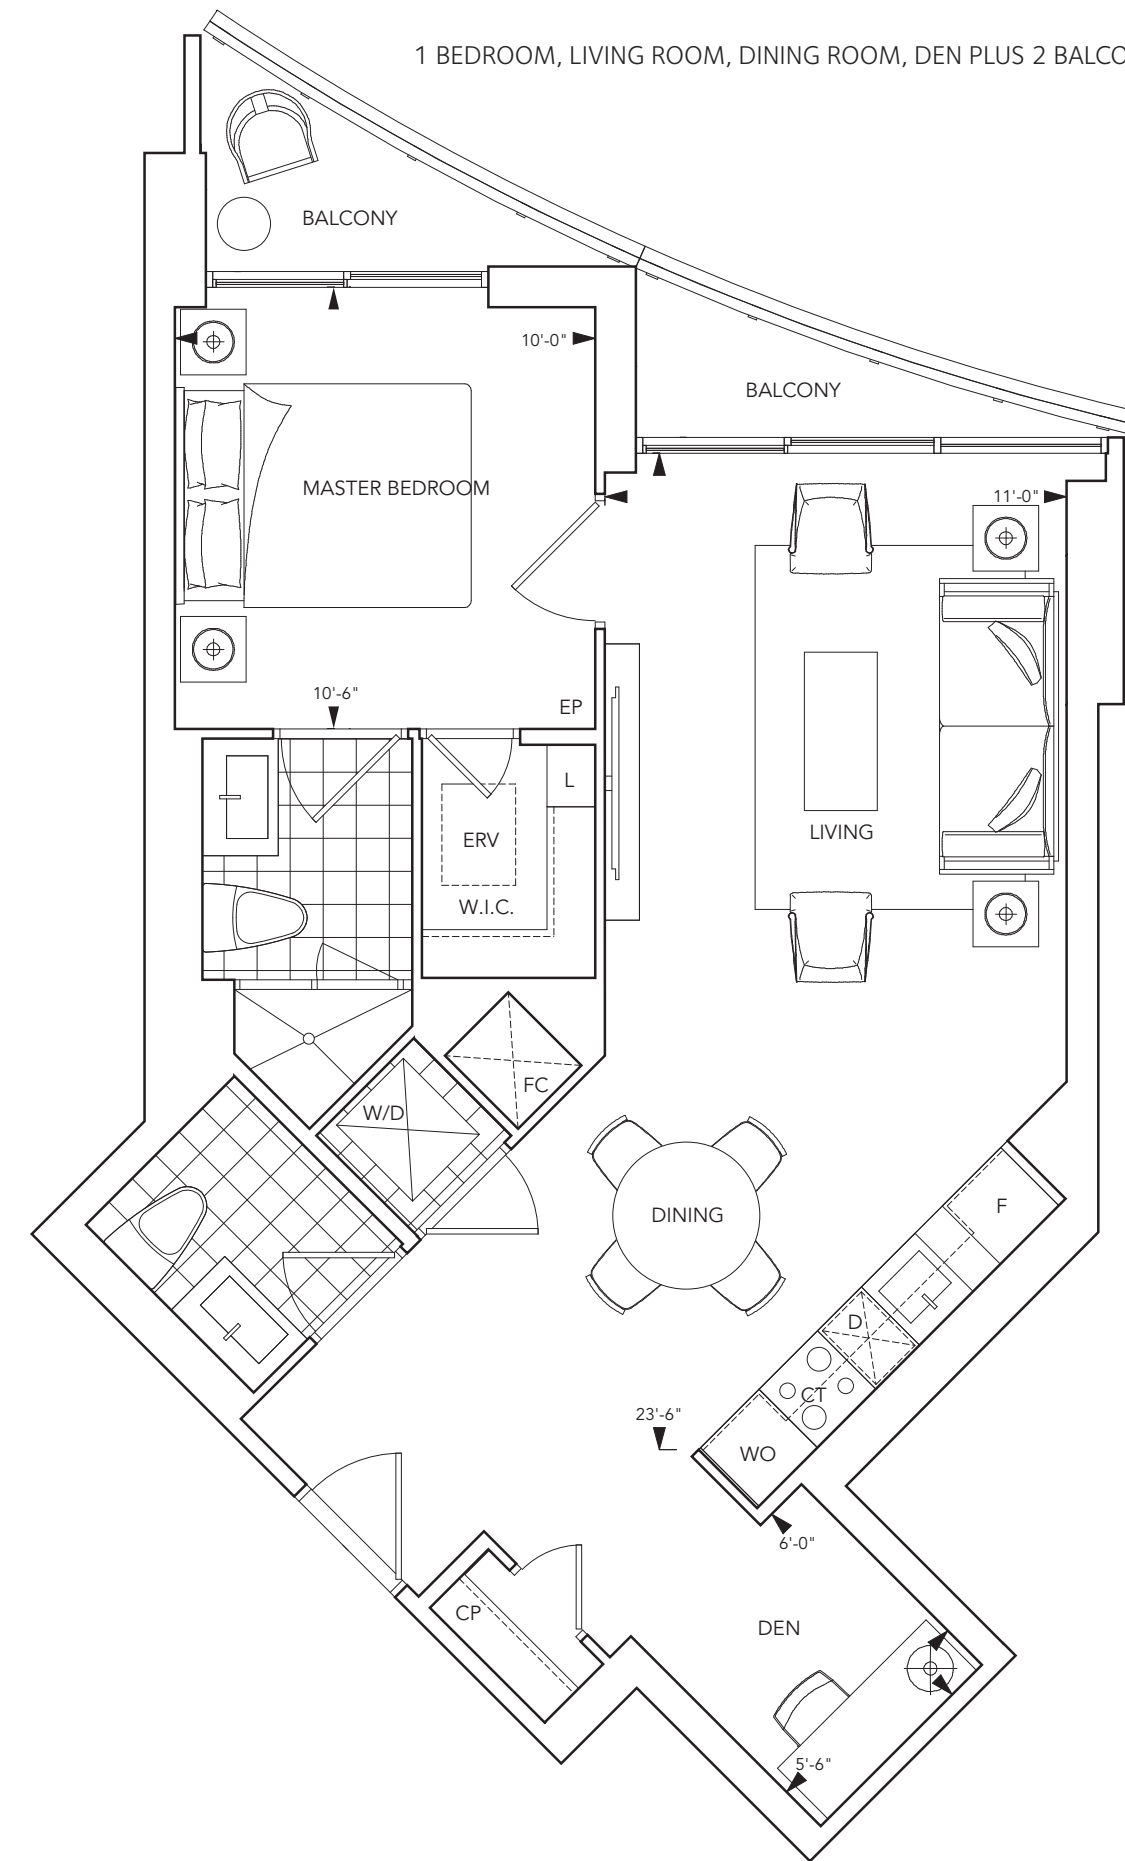 1 BEDROOM, LIVING ROOM, DINING ROOM, DEN PLUS 2 BALCO
BALCONY
10'-0"
BALCONY
MASTER BEDROOM
11'-0"
10'-6"
EP
L
LIVING
ERV
W.I.C.
FC
W/D
F
DINING
D
CT
23'-6"
WO
6'-0"
CP
DEN
5'-6"